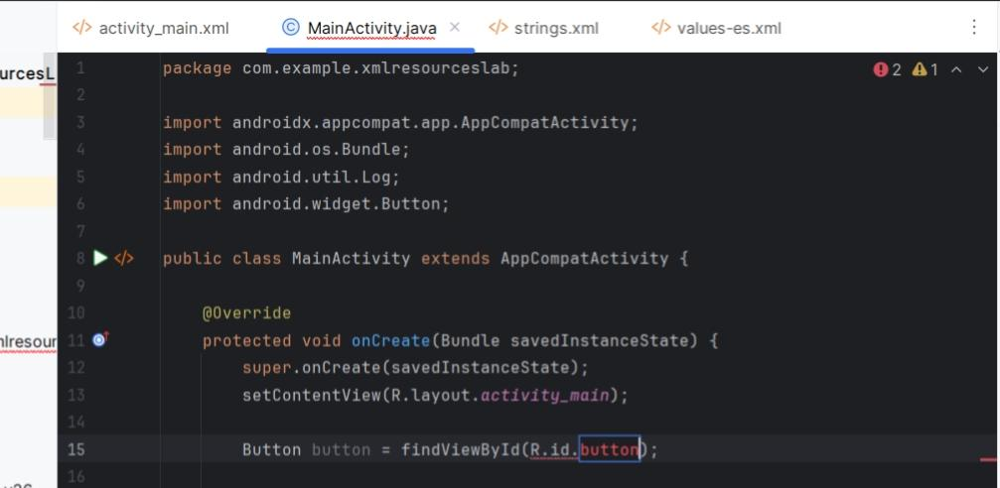 activity_main.xml MainActivity.java strings.xml values-es.xml
urcesL
1 package com.example.xmlresourceslab; 2 1
2
3 import androidx.appcompat.app.AppCompatActivity;
4 import android.os.Bundle;
5 import android.util.Log;
6 import android.widget.Button;
7
8 public class MainActivity extends AppCompatActivity {
9
10 @Override
11 protected void onCreate(Bundle savedInstanceState) {
nlresour
12 super.onCreate(savedInstanceState);
13 setContentView(R.layout.activity_main);
14
15 Button button = findViewById(R.id.button);
16